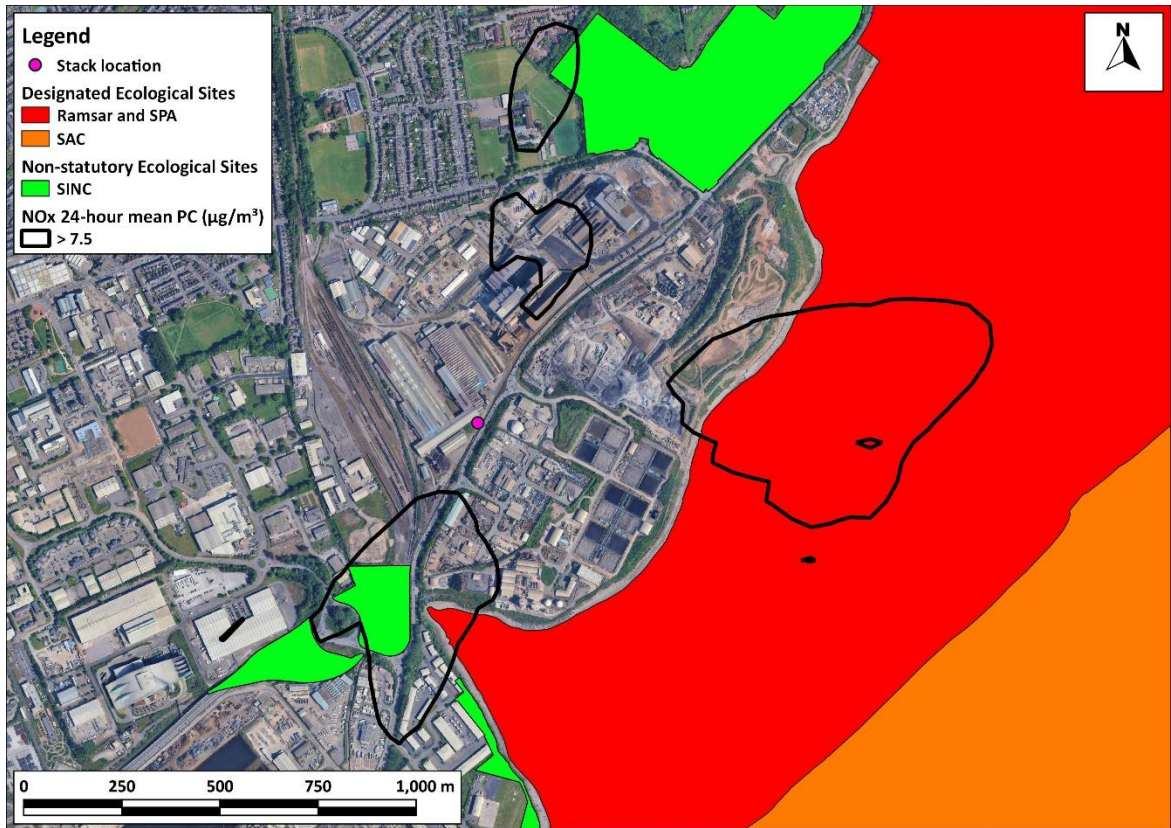 Legend
Stack location
Designated Ecological Sites
Ramsar and SPA
SAC
Non-statutory Ecological Sites
SINC
NOx 24-hour mean PC (µg/m³)
> 7.5
N
0 250 500 750 1,000 m